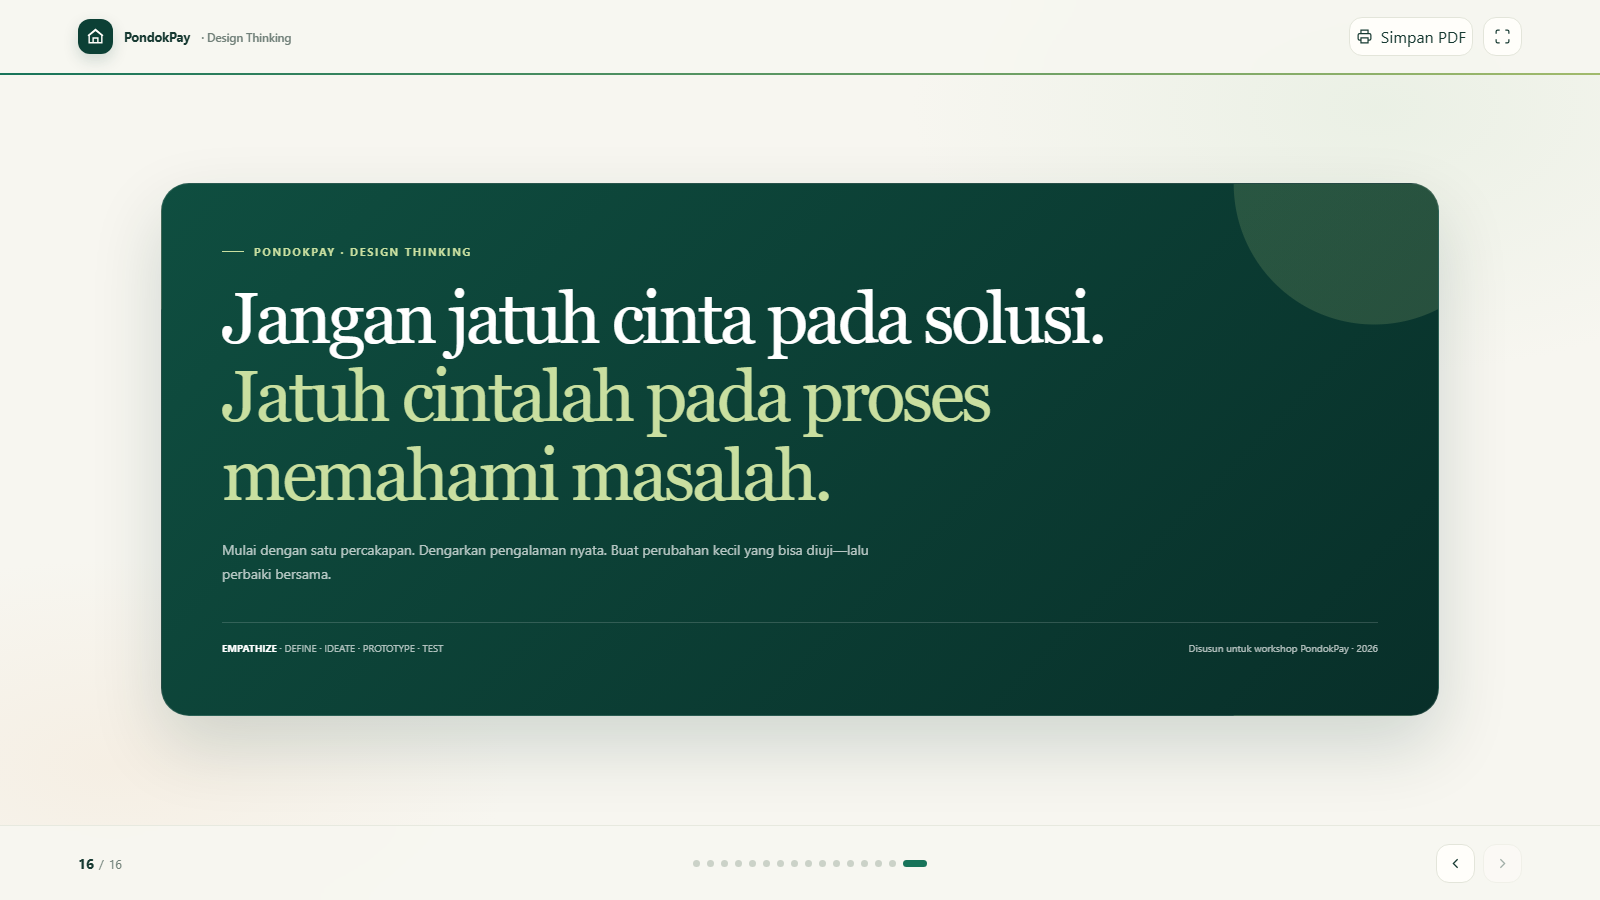 PondokPay · Design Thinking
Simpan PDF
PONDOKPAY · DESIGN THINKING
Jangan jatuh cinta pada solusi.
Jatuh cintalah pada proses
memahami masalah.
Mulai dengan satu percakapan. Dengarkan pengalaman nyata. Buat perubahan kecil yang bisa diuji—lalu
perbaiki bersama.
EMPATHIZE · DEFINE · IDEATE · PROTOTYPE · TEST
Disusun untuk workshop PondokPay · 2026
16 / 16